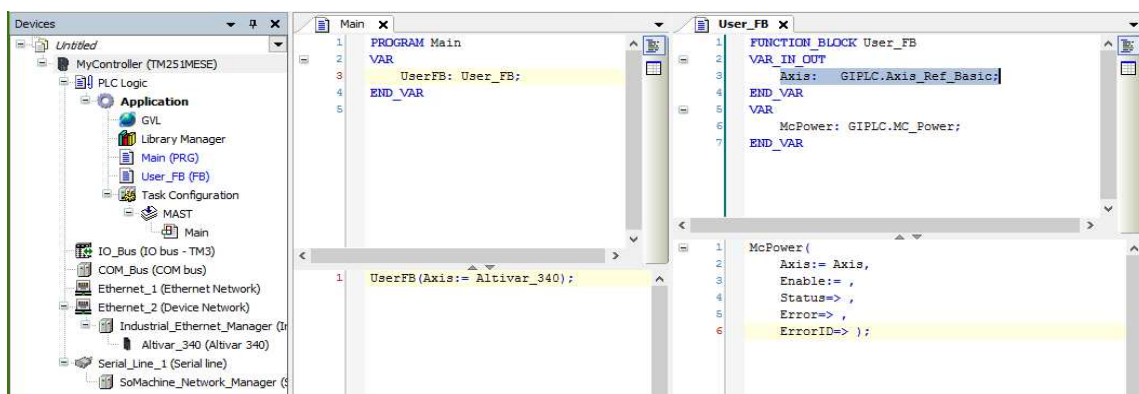 Devices
Untitled
MyController (TM251MESE)
PLC Logic
Application
GVL
Library Manager
Main (PRG)
User_FB (FB)
Task Configuration
MAST
Main
IO_Bus (IO bus - TM3)
COM_Bus (COM bus)
Ethernet_1 (Ethernet Network)
Ethernet_2 (Device Network)
Industrial_Ethernet_Manager (Ir
Altivar_340 (Altivar 340)
Serial_Line_1 (Serial line)
SoMachine_Network_Manager (S
Main
1 PROGRAM Main
2 VAR
3 UserFB: User_FB;
4 END_VAR
5
1 UserFB(Axis:= Altivar_340);
User_FB
1 FUNCTION_BLOCK User_FB
2 VAR_IN_OUT
3 Axis: GIPLC.Axis_Ref_Basic;
4 END_VAR
5 VAR
6 McPower: GIPLC.MC_Power;
7 END_VAR
1 McPower(
2 Axis:= Axis,
3 Enable:= ,
4 Status=> ,
5 Error=> ,
6 ErrorID=> );